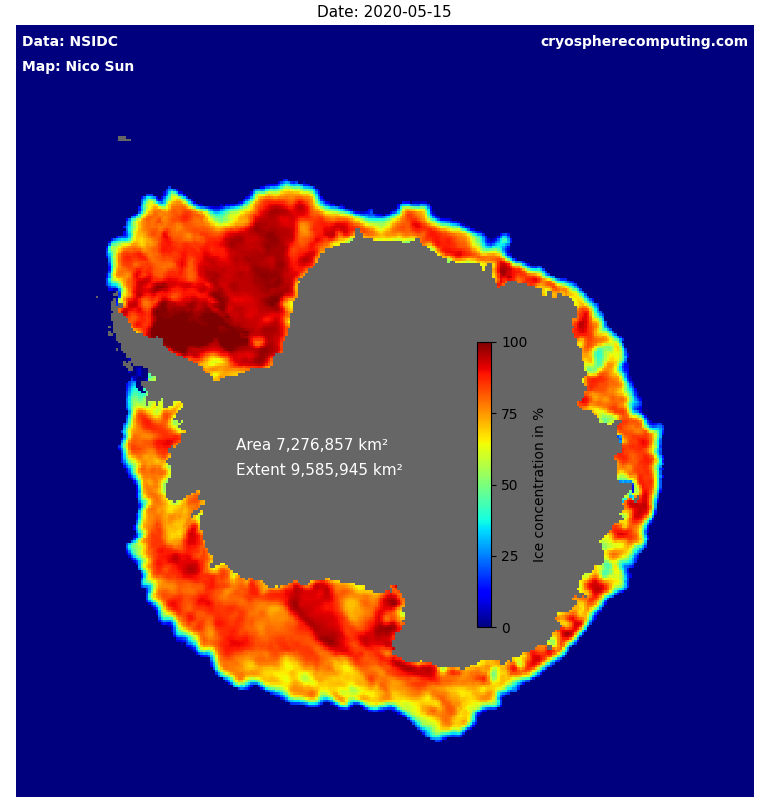 Date: 2020-05-15
Data: NSIDC
cryospherecomputing.com
Map: Nico Sun
100
75
50
25
0
Ice concentration in %
Area 7,276,857 km²
Extent 9,585,945 km²